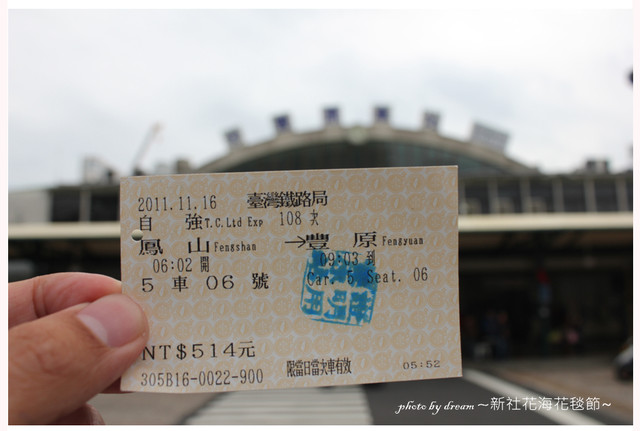 2011.11.16 臺灣鐵路局
自 強 T.C.Ltd Exp 108 次
鳳 山 Fengshan → 豐 原 Fengyuan
06:02 開 09:03 到
5 車 06 號 Car. 5 Seat. 06
NT$514元
305B16-0022-900 限當日當次車有效 05:52
photo by dream ~新社花海花毯節~